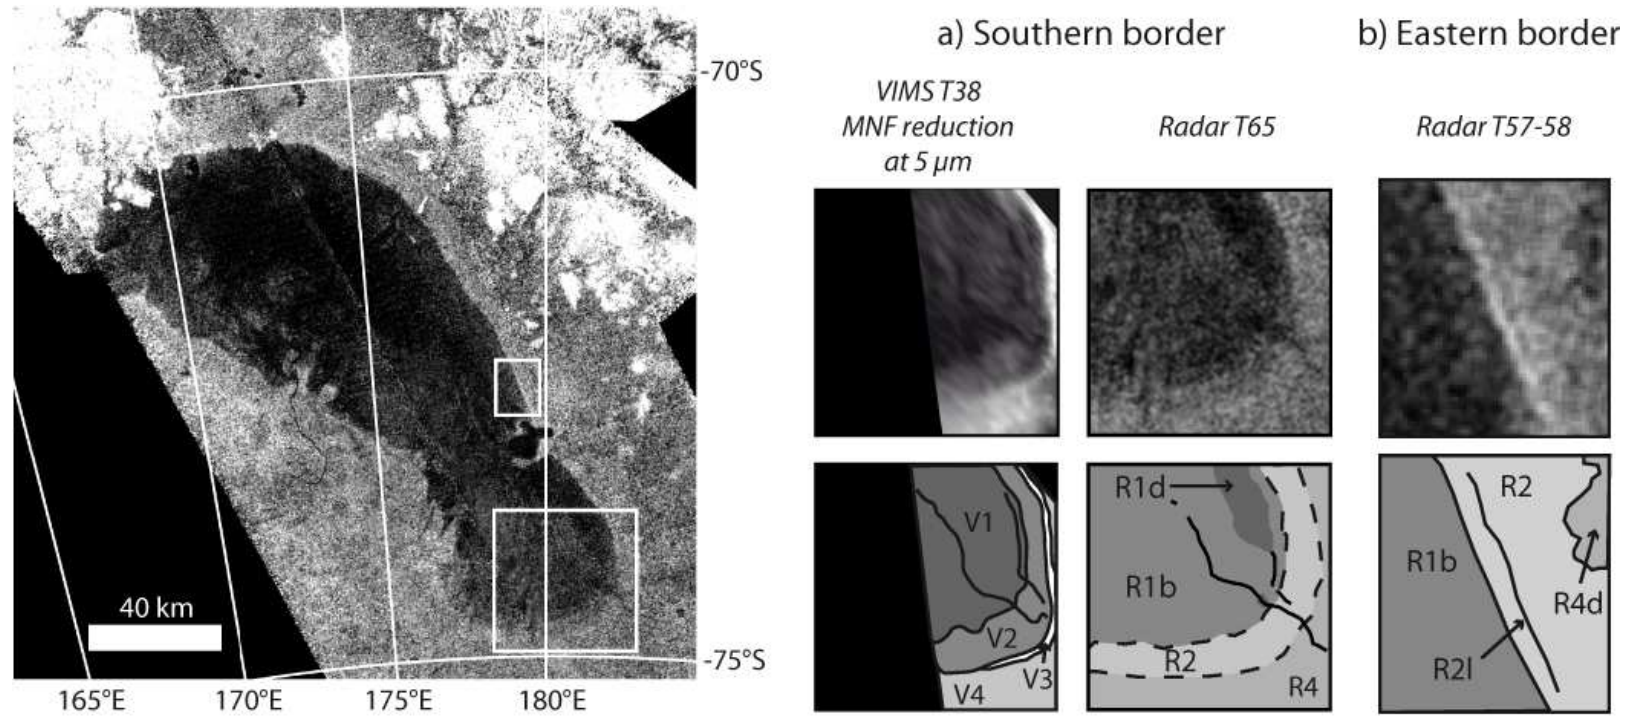 a) Southern border
b) Eastern border
VIMS T38
MNF reduction
at 5 µm
Radar T65
Radar T57-58
-70°S
-75°S
40 km
165°E
170°E
175°E
180°E
V1
V2
V3
V4
R1d
R1b
R2
R4
R2
R1b
R4d
R2l